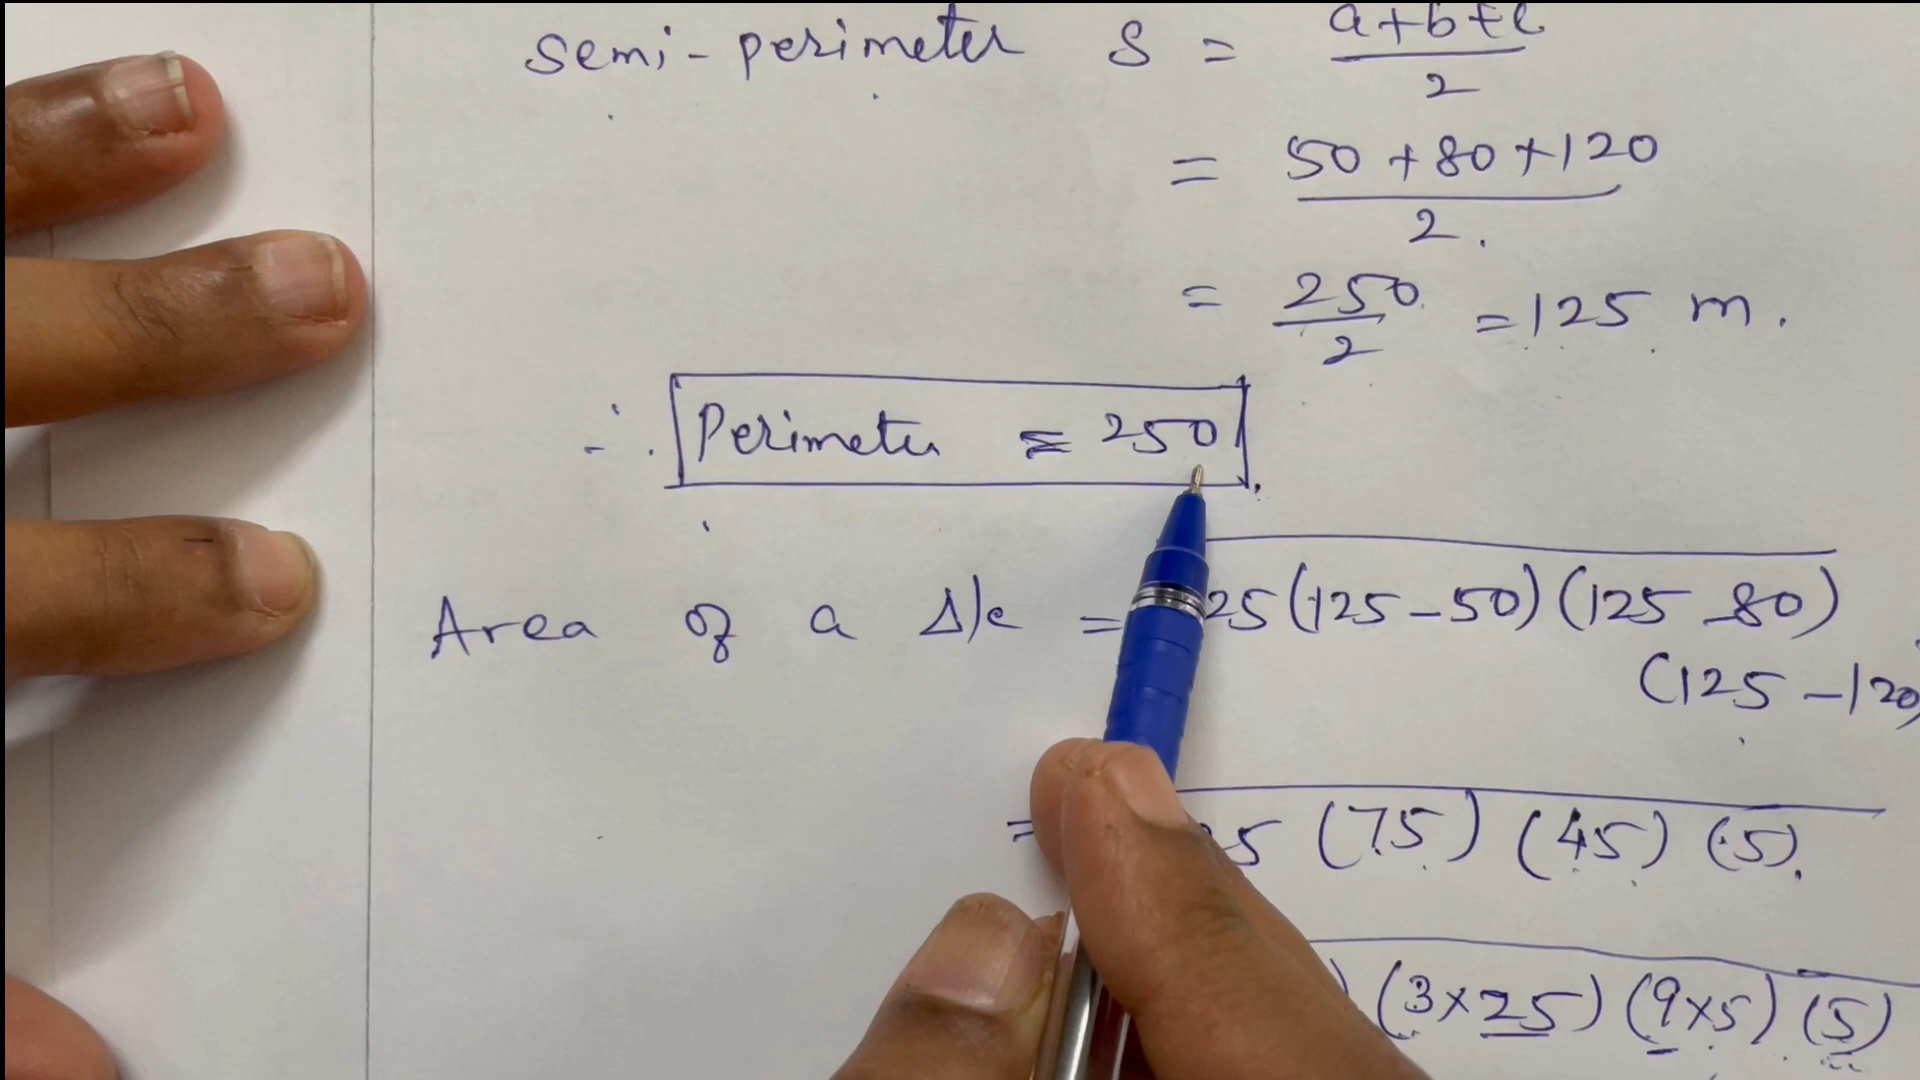 semi-perimeter S = a+b+c
2
= 50 + 80 + 120
2.
= 250 = 125 m.
2
∴ Perimeter = 250.
Area of a Δle = 25(125-50)(125-80)
(125-120)
= 5 (75) (45) (5).
) (3×25) (9×5) (5)